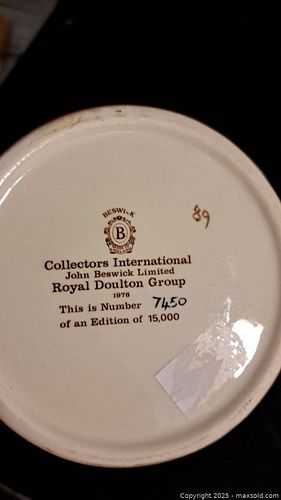 BESWICK
B
89
Collectors International
John Beswick Limited
Royal Doulton Group
1976
This is Number 7450
of an Edition of 15,000
Copyright © 2025 - maxsold.com